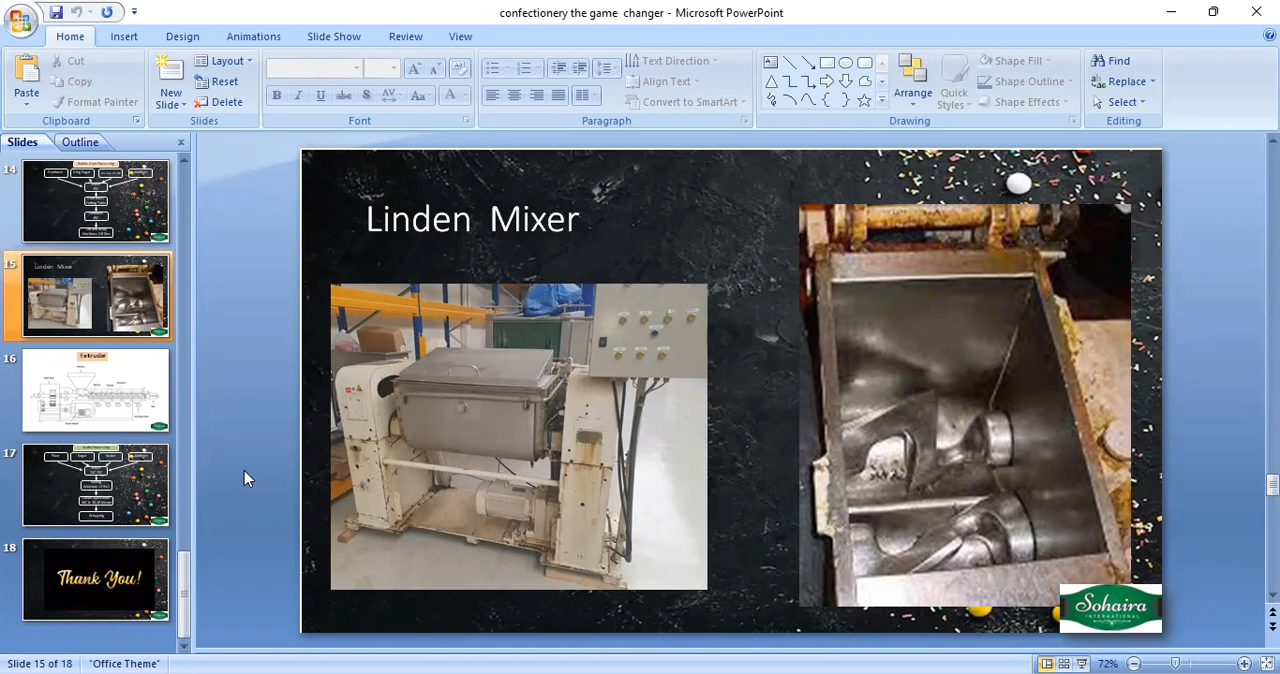 confectionery the game changer - Microsoft PowerPoint
Home
Insert
Design
Animations
Slide Show
Review
View
Paste
Cut
Copy
Format Painter
Clipboard
New
Slide
Layout
Reset
Delete
Slides
Font
Text Direction
Align Text
Convert to SmartArt
Paragraph
Arrange
Quick
Styles
Shape Fill
Shape Outline
Shape Effects
Drawing
Find
Replace
Select
Editing
Slides
Outline
14
15
Linden Mixer
16
Extruder
17
18
Thank You!
Linden Mixer
Sohaira
INTERNATIONAL
Slide 15 of 18
"Office Theme"
72%